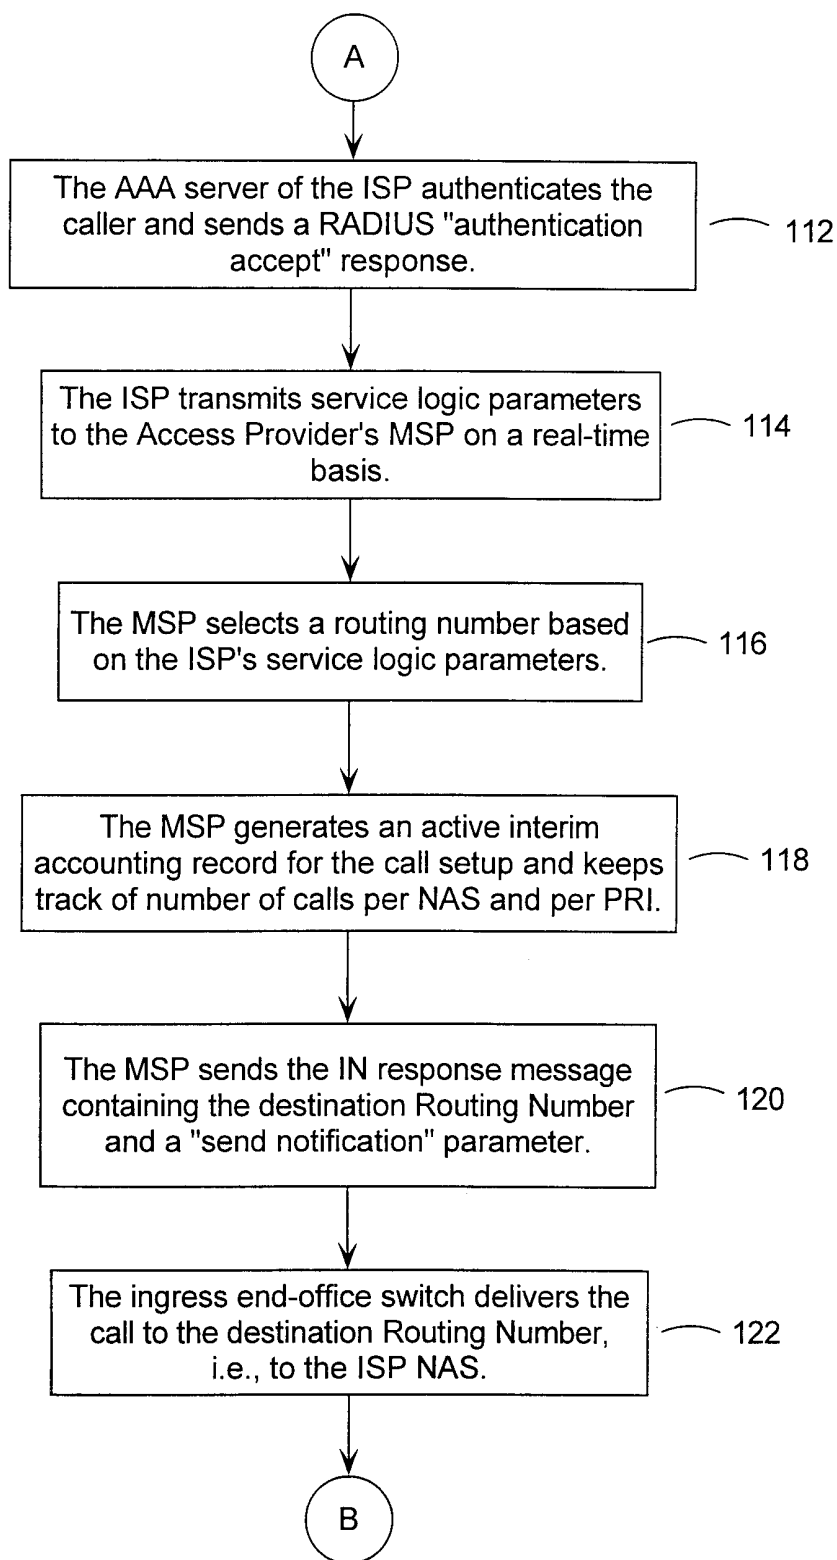 A
The AAA server of the ISP authenticates the
caller and sends a RADIUS "authentication
accept" response.
112
The ISP transmits service logic parameters
to the Access Provider's MSP on a real-time
basis.
114
The MSP selects a routing number based
on the ISP's service logic parameters.
116
The MSP generates an active interim
accounting record for the call setup and keeps
track of number of calls per NAS and per PRI.
118
The MSP sends the IN response message
containing the destination Routing Number
and a "send notification" parameter.
120
The ingress end-office switch delivers the
call to the destination Routing Number,
i.e., to the ISP NAS.
122
B